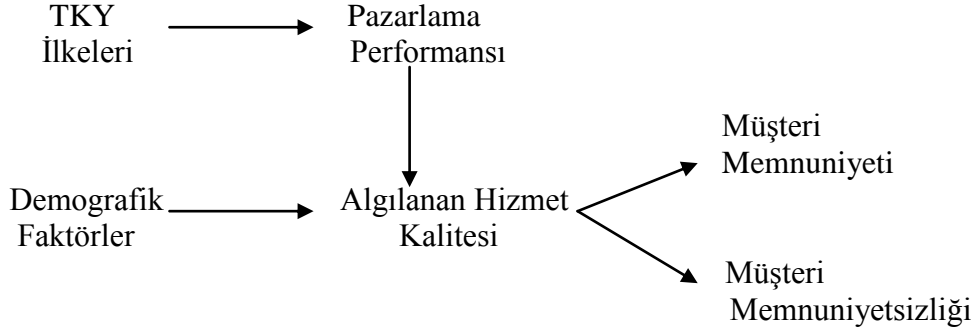 TKY
İlkeleri
Pazarlama
Performansı
Müşteri
Memnuniyeti
Demografik
Faktörler
Algılanan Hizmet
Kalitesi
Müşteri
Memnuniyetsizliği